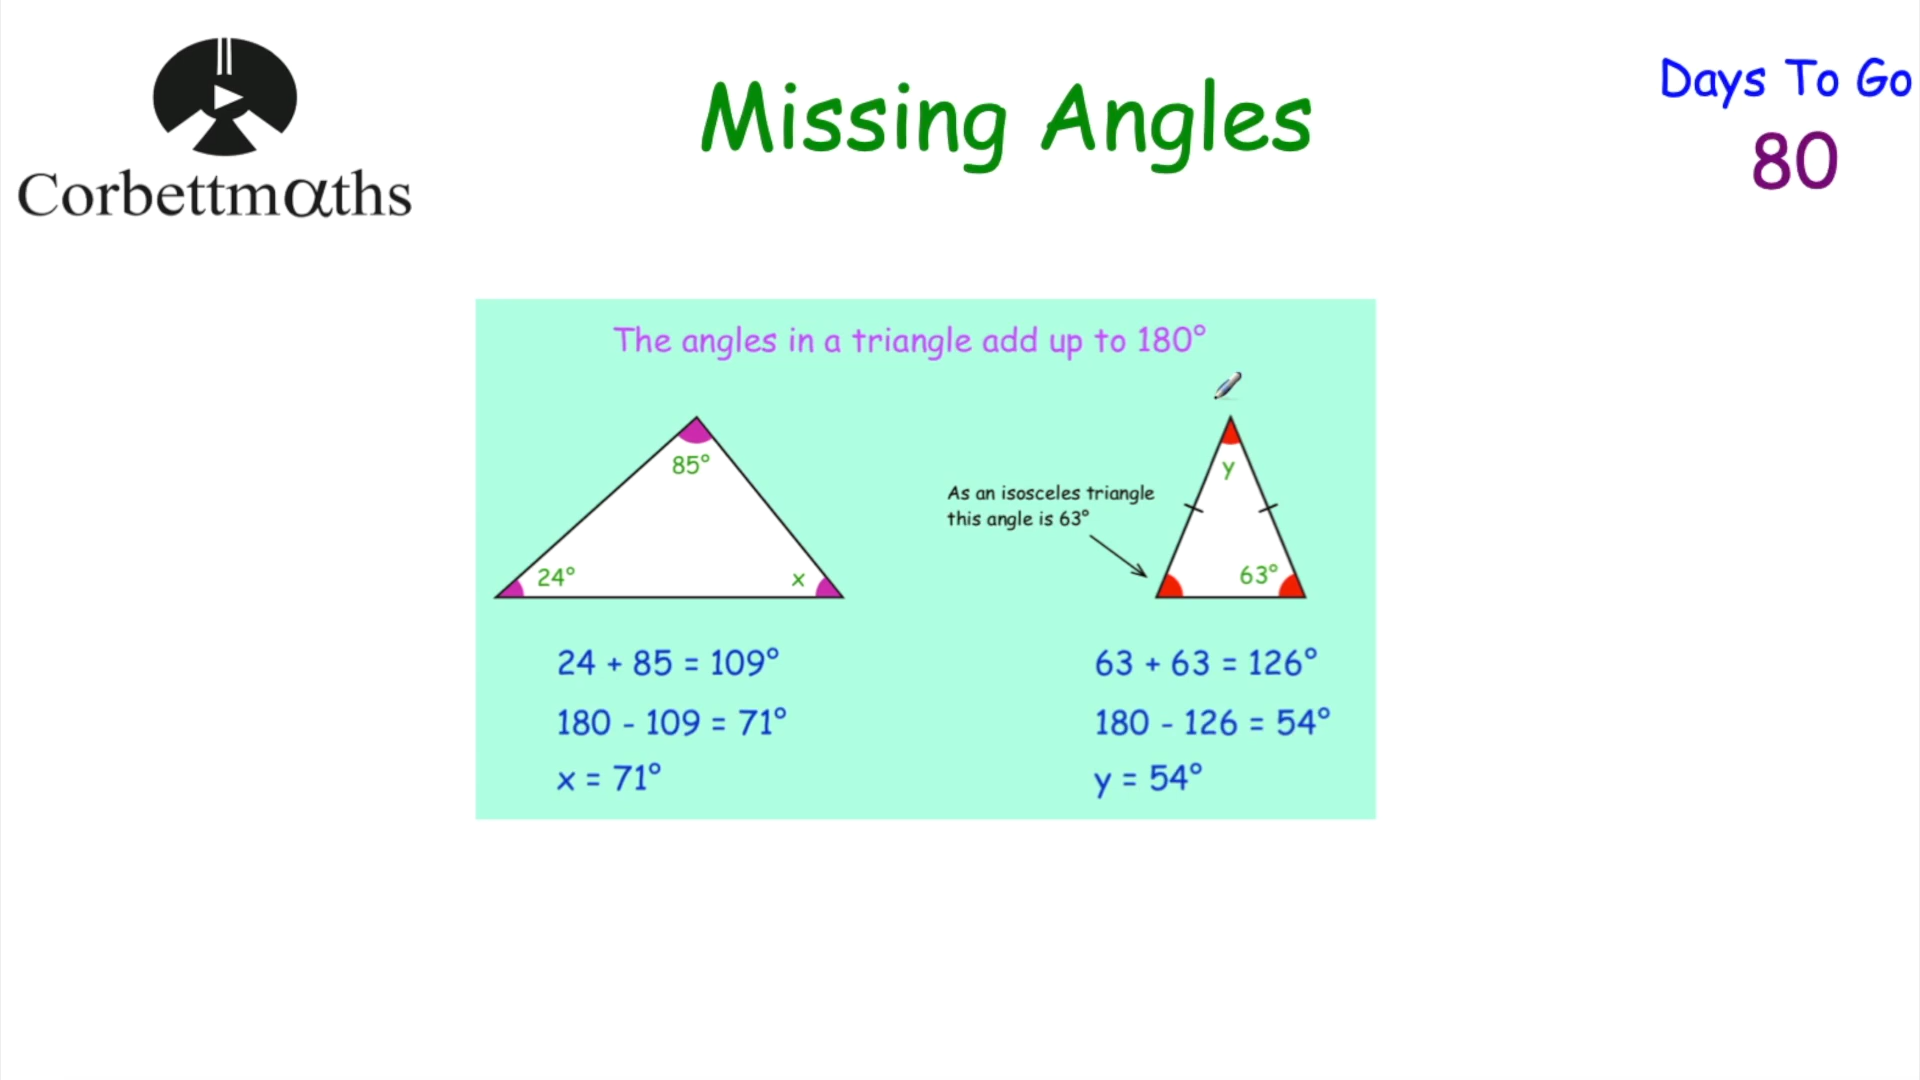 Corbettmαths
Missing Angles
Days To Go
80
The angles in a triangle add up to 180°
85°
24°
x
As an isosceles triangle
this angle is 63°
y
63°
24 + 85 = 109°
180 - 109 = 71°
x = 71°
63 + 63 = 126°
180 - 126 = 54°
y = 54°